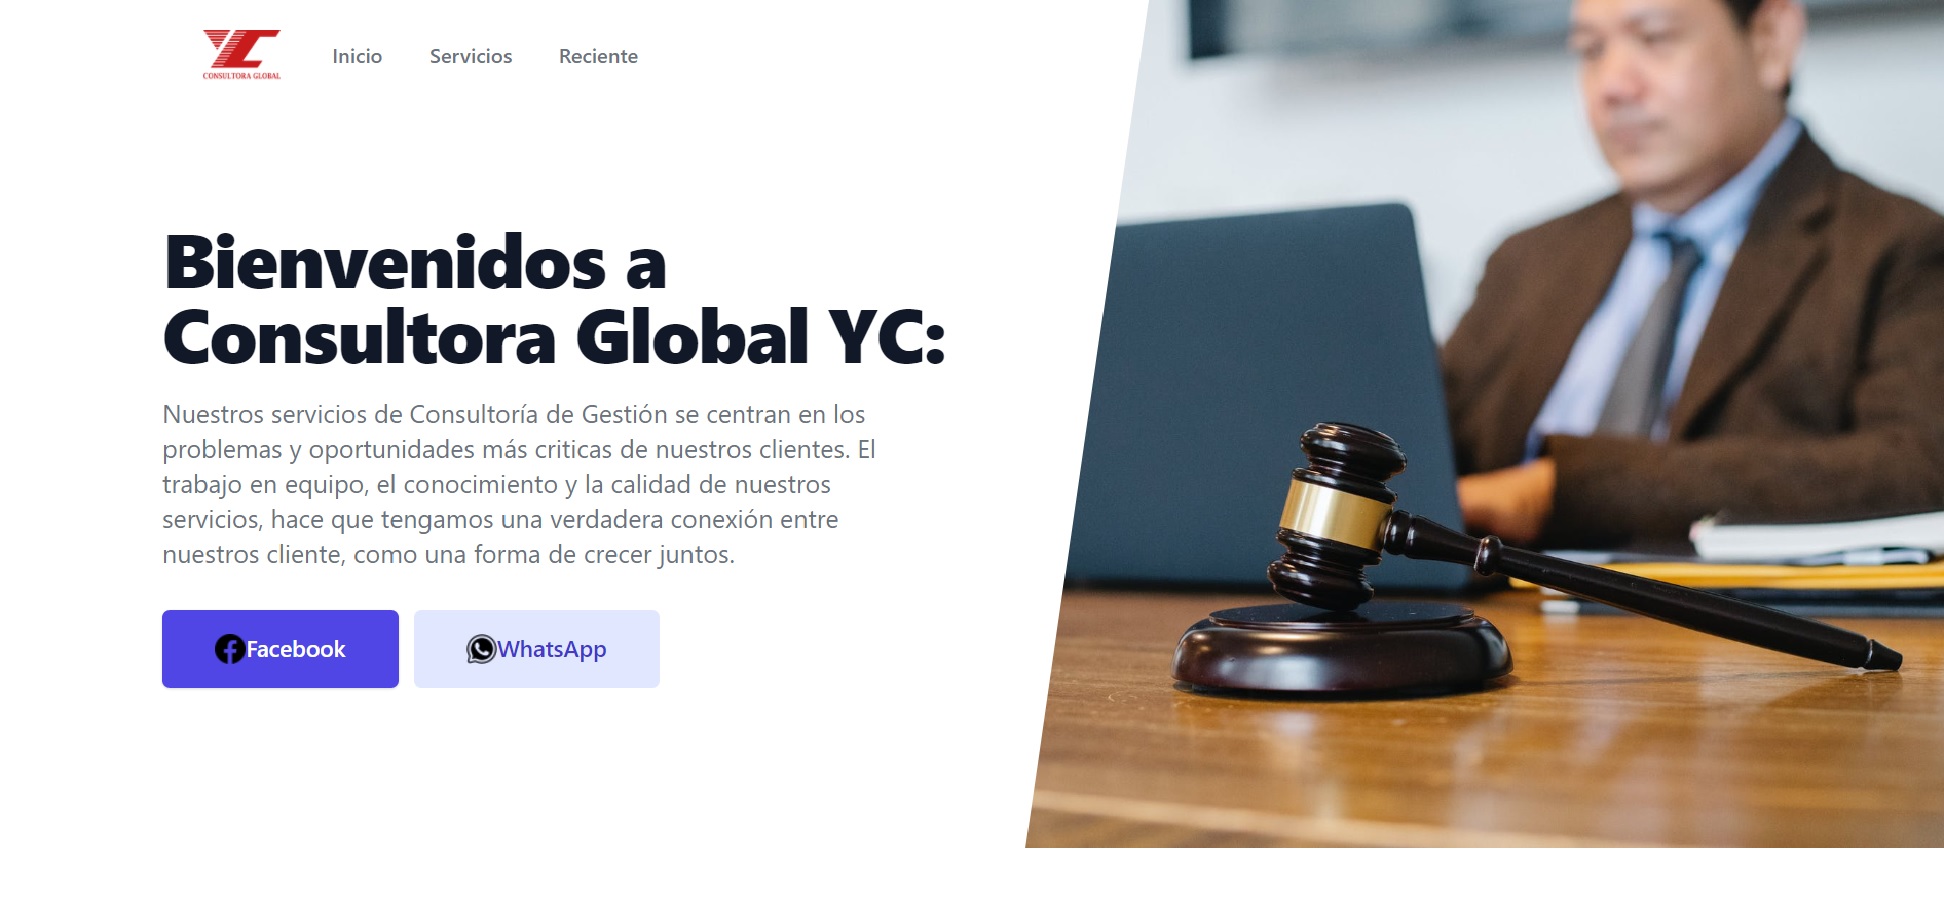 YC
CONSULTORA GLOBAL
Inicio Servicios Reciente
Bienvenidos a
Consultora Global YC:
Nuestros servicios de Consultoría de Gestión se centran en los
problemas y oportunidades más criticas de nuestros clientes. El
trabajo en equipo, el conocimiento y la calidad de nuestros
servicios, hace que tengamos una verdadera conexión entre
nuestros cliente, como una forma de crecer juntos.
Facebook WhatsApp